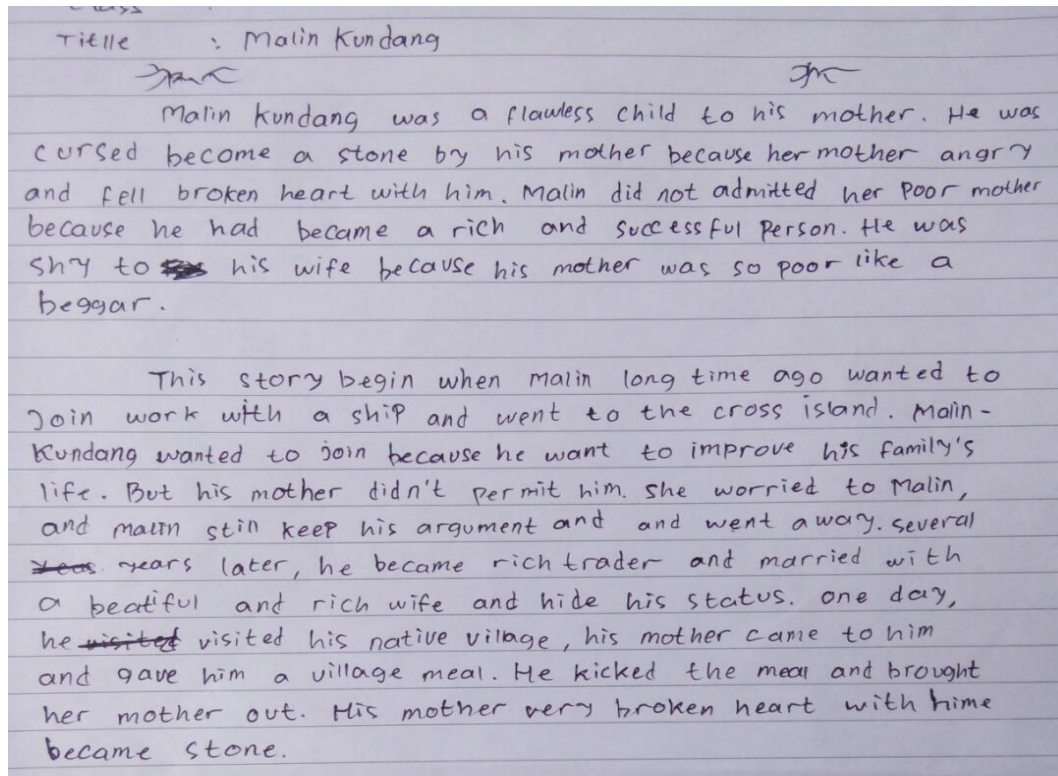 Titlle : Malin Kundang
Malin Kundang was a flawless child to his mother. He was
cursed become a stone by his mother because her mother angry
and fell broken heart with him. Malin did not admitted her poor mother
because he had became a rich and successful person. He was
shy to his wife because his mother was so poor like a
beggar.
This story begin when Malin long time ago wanted to
Join work with a ship and went to the cross island. Malin-
Kundang wanted to join because he want to improve his family's
life. But his mother didn't permit him. She worried to Malin,
and Malin still keep his argument and and went away. several
years later, he became rich trader and married with
a beatiful and rich wife and hide his status. one day,
he visited his native village, his mother came to him
and gave him a village meal. He kicked the meal and brought
her mother out. His mother very broken heart with hime
became stone.